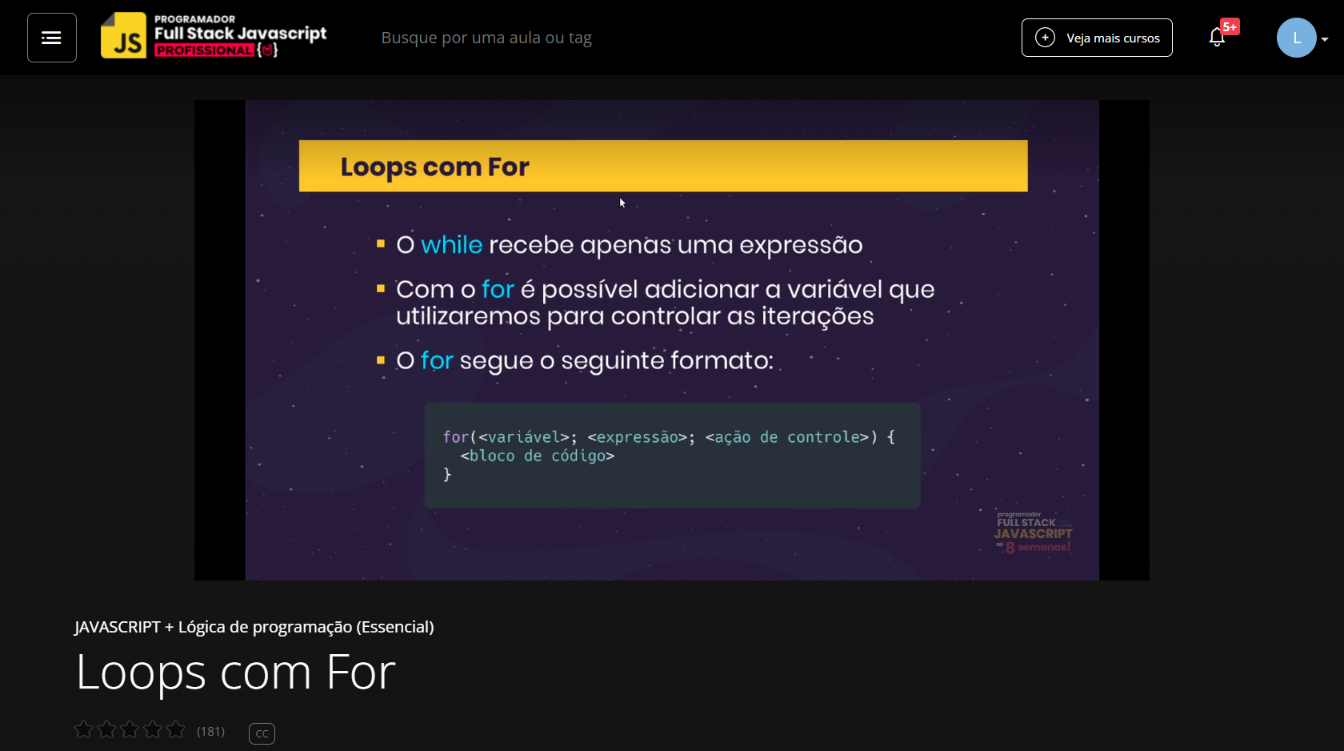 JS
PROGRAMADOR
Full Stack Javascript
PROFISSIONAL
Busque por uma aula ou tag
Veja mais cursos
5+
L
Loops com For
O while recebe apenas uma expressão
Com o for é possível adicionar a variável que
utilizaremos para controlar as iterações
O for segue o seguinte formato:
for(<variável>; <expressão>; <ação de controle>) {
<bloco de código>
}
programador
FULL STACK
JAVASCRIPT
em 8 semanas!
JAVASCRIPT + Lógica de programação (Essencial)
Loops com For
(181)
CC